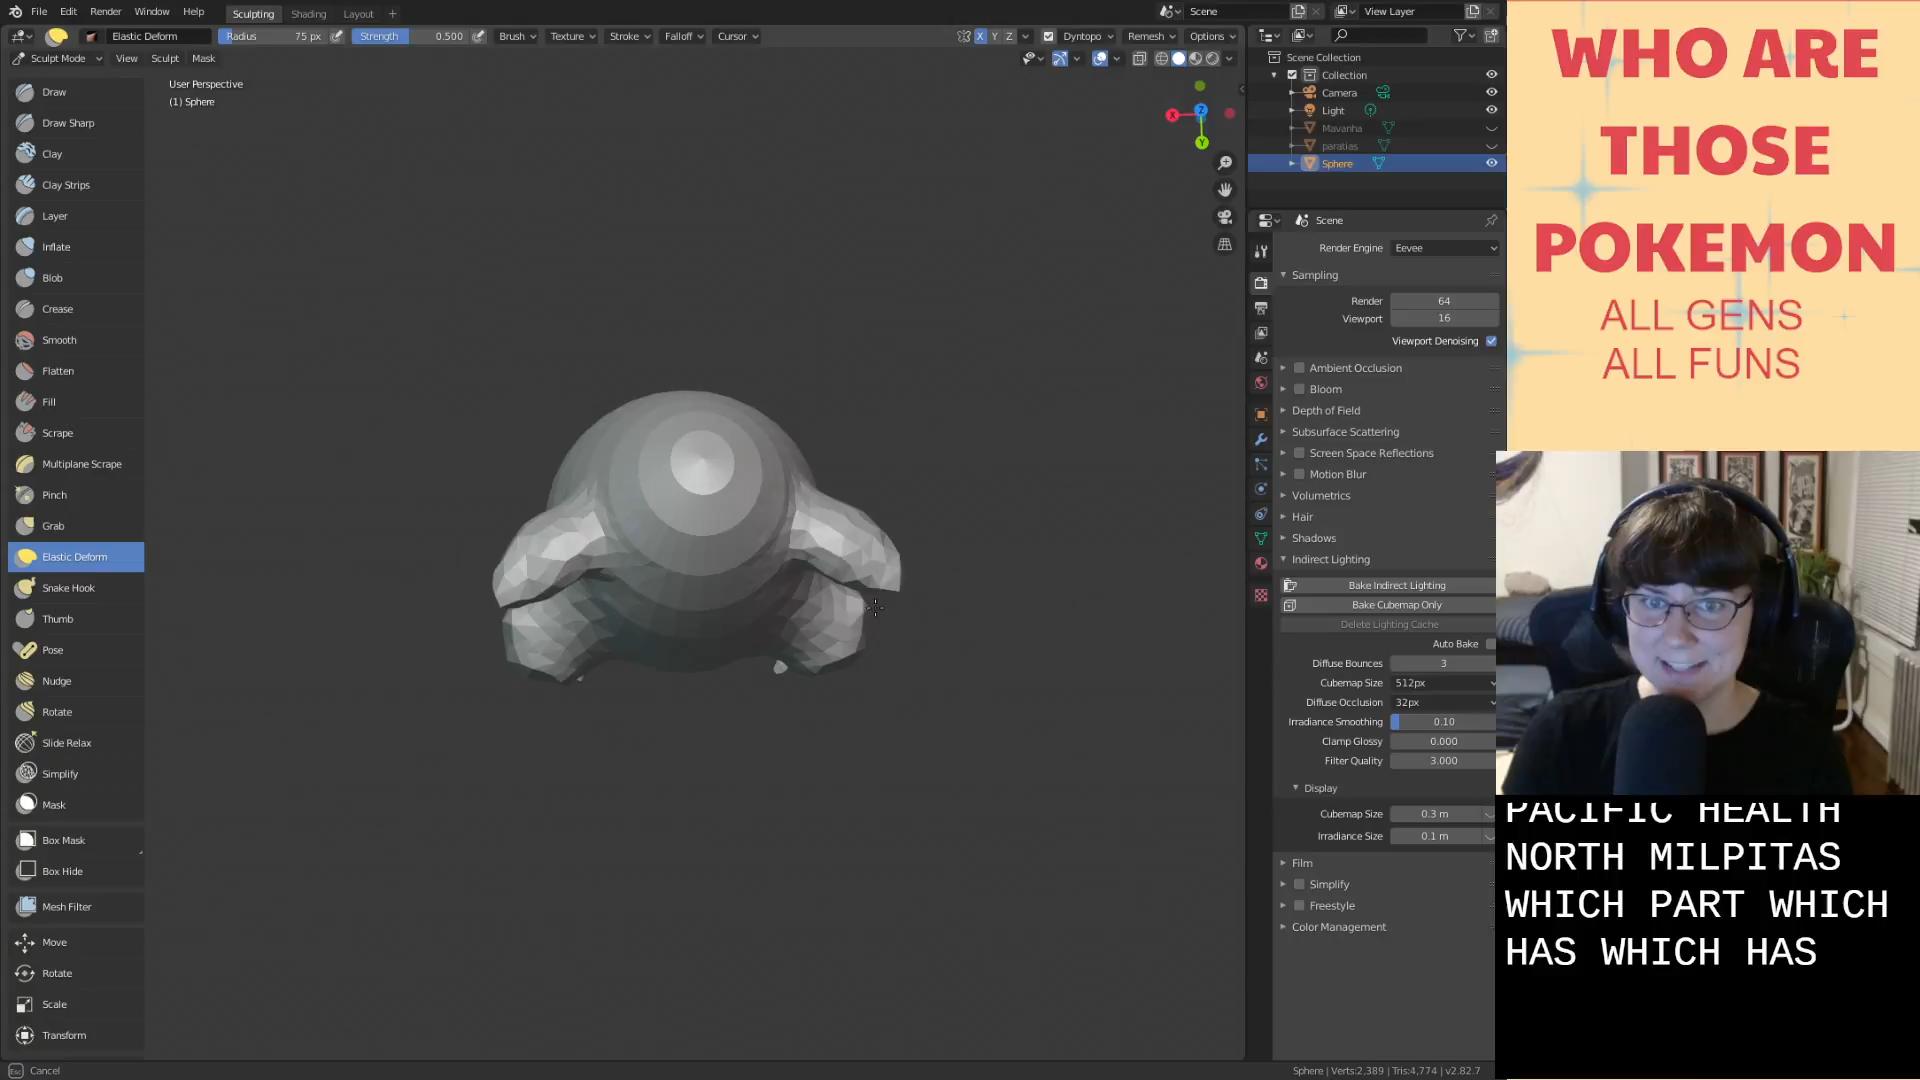 File Edit Render Window Help Sculpting Shading Layout + Scene View Layer
Elastic Deform Radius 75 px Strength 0.500 Brush Texture Stroke Falloff Cursor X Y Z Dyntopo Remesh Options
Sculpt Mode View Sculpt Mask
User Perspective
(1) Sphere
Draw
Draw Sharp
Clay
Clay Strips
Layer
Inflate
Blob
Crease
Smooth
Flatten
Fill
Scrape
Multiplane Scrape
Pinch
Grab
Elastic Deform
Snake Hook
Thumb
Pose
Nudge
Rotate
Slide Relax
Simplify
Mask
Box Mask
Box Hide
Mesh Filter
Move
Rotate
Scale
Transform
Esc Cancel
X
Z
Y
Scene Collection
Collection
Camera
Light
Mavanha
paratias
Sphere
Scene
Render Engine Eevee
Sampling
Render 64
Viewport 16
Viewport Denoising
Ambient Occlusion
Bloom
Depth of Field
Subsurface Scattering
Screen Space Reflections
Motion Blur
Volumetrics
Hair
Shadows
Indirect Lighting
Bake Indirect Lighting
Bake Cubemap Only
Delete Lighting Cache
Auto Bake
Diffuse Bounces 3
Cubemap Size 512px
Diffuse Occlusion 32px
Irradiance Smoothing 0.10
Clamp Glossy 0.000
Filter Quality 3.000
Display
Cubemap Size 0.3 m
Irradiance Size 0.1 m
Film
Simplify
Freestyle
Color Management
Sphere | Verts:2,389 | Tris:4,774 | v2.82.7
WHO ARE
THOSE
POKEMON
ALL GENS
ALL FUNS
PACIFIC HEALTH
NORTH MILPITAS
WHICH PART WHICH
HAS WHICH HAS